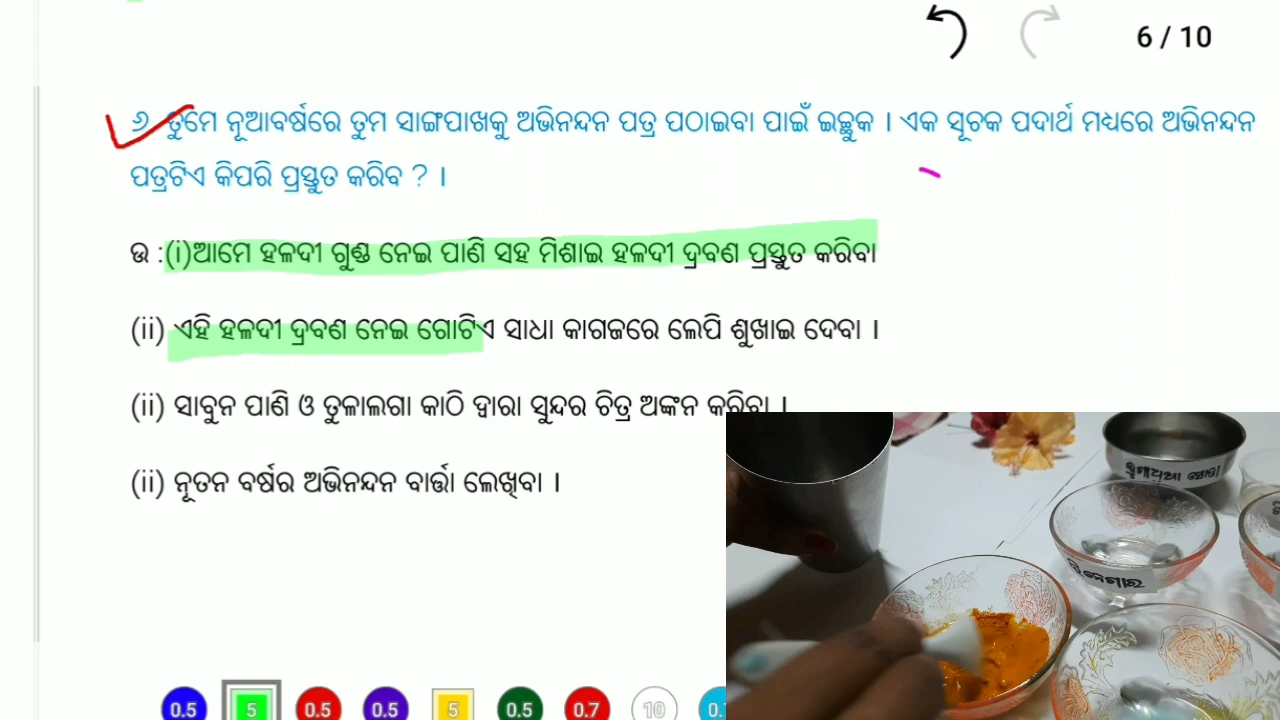 6 / 10
୬ ତୁମେ ନୂଆବର୍ଷରେ ତୁମ ସାଙ୍ଗପାଖକୁ ଅଭିନନ୍ଦନ ପତ୍ର ପଠାଇବା ପାଇଁ ଇଚ୍ଛୁକ । ଏକ ସୂଚକ ପଦାର୍ଥ ମଧ୍ୟରେ ଅଭିନନ୍ଦନ
ପତ୍ରଟିଏ କିପରି ପ୍ରସ୍ତୁତ କରିବ ? ।
ଉ :(i)ଆମେ ହଳଦୀ ଗୁଣ୍ଡ ନେଇ ପାଣି ସହ ମିଶାଇ ହଳଦୀ ଦ୍ରବଣ ପ୍ରସ୍ତୁତ କରିବା
(ii) ଏହି ହଳଦୀ ଦ୍ରବଣ ନେଇ ଗୋଟିଏ ସାଧା କାଗଜରେ ଲେପି ଶୁଖାଇ ଦେବା ।
(ii) ସାବୁନ ପାଣି ଓ ତୁଳାଲଗା କାଠି ଦ୍ୱାରା ସୁନ୍ଦର ଚିତ୍ର ଅଙ୍କନ କରିବା ।
(ii) ନୂତନ ବର୍ଷର ଅଭିନନ୍ଦନ ବାର୍ତ୍ତା ଲେଖିବା ।
ଭିନେଗାର
0.5 5 0.5 0.5 5 0.5 0.7 10